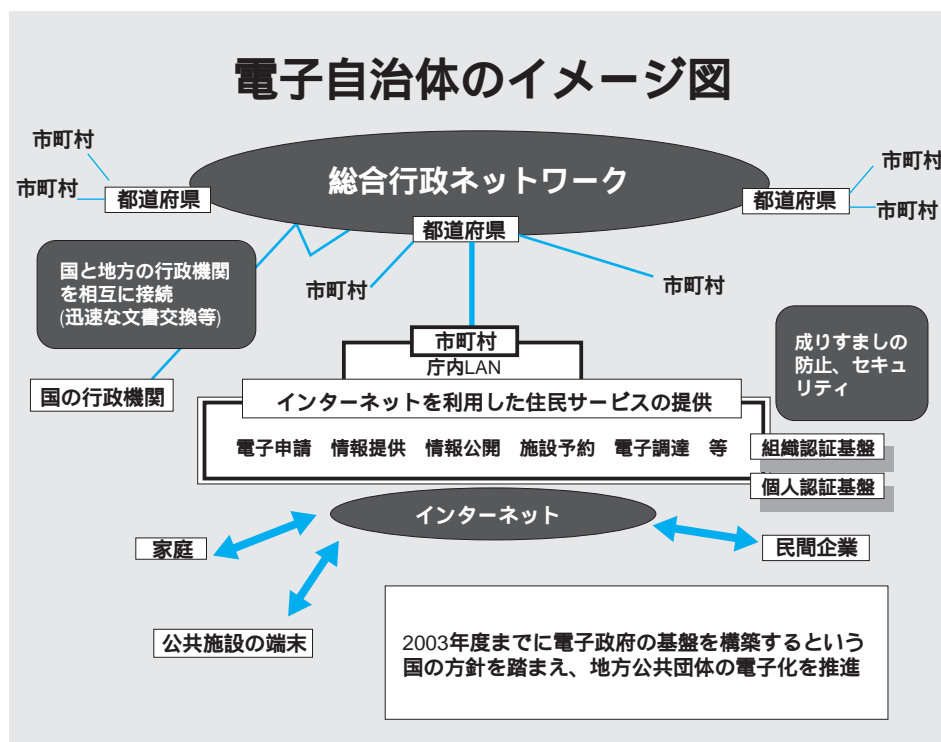 電子自治体のイメージ図
市町村
市町村
都道府県
総合行政ネットワーク
市町村
都道府県
市町村
都道府県
国と地方の行政機関
を相互に接続
(迅速な文書交換等)
市町村
市町村
市町村
庁内LAN
成りすましの
防止、セキュ
リティ
国の行政機関
インターネットを利用した住民サービスの提供
電子申請 情報提供 情報公開 施設予約 電子調達 等
組織認証基盤
個人認証基盤
インターネット
家庭
民間企業
公共施設の端末
2003年度までに電子政府の基盤を構築するという
国の方針を踏まえ、地方公共団体の電子化を推進